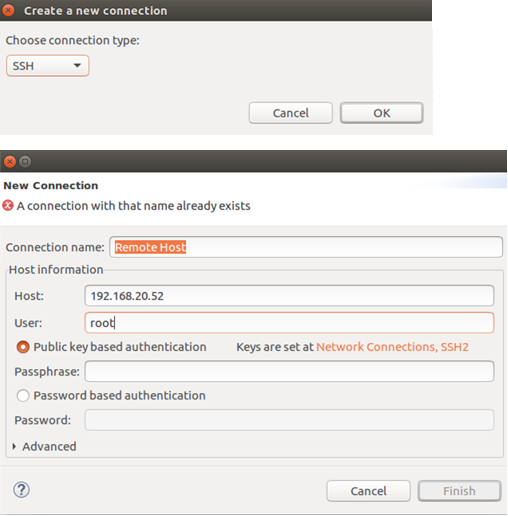 Create a new connection
Choose connection type:
SSH
Cancel
OK
New Connection
A connection with that name already exists
Connection name: Remote Host
Host information
Host: 192.168.20.52
User: root
Public key based authentication Keys are set at Network Connections, SSH2
Passphrase:
Password based authentication
Password:
Advanced
?
Cancel
Finish